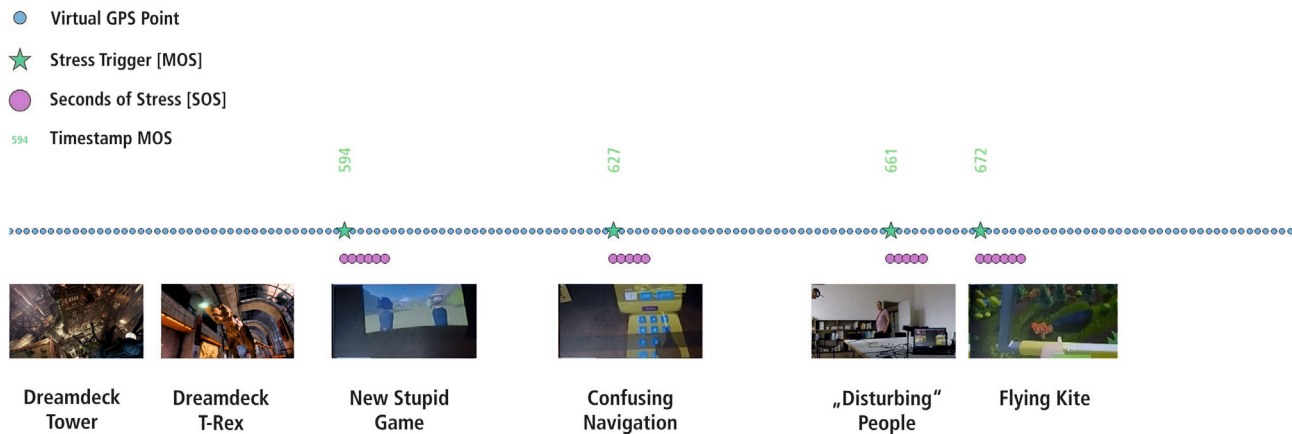 Virtual GPS Point
Stress Trigger [MOS]
Seconds of Stress [SOS]
594 Timestamp MOS
594
627
661
672
Dreamdeck
Tower
Dreamdeck
T-Rex
New Stupid
Game
Confusing
Navigation
„Disturbing“
People
Flying Kite